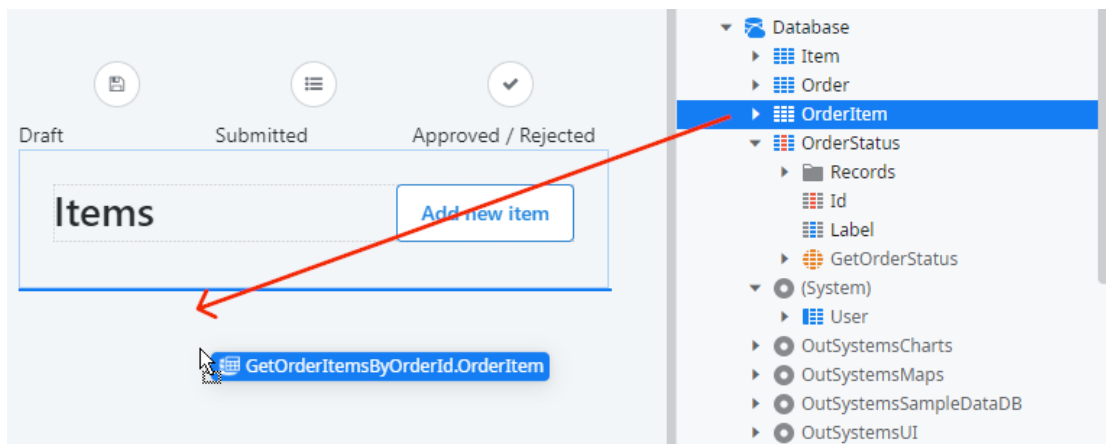 Draft
Submitted
Approved / Rejected
Items
Add new item
GetOrderItemsByOrderId.OrderItem
Database
Item
Order
OrderItem
OrderStatus
Records
Id
Label
GetOrderStatus
(System)
User
OutSystemsCharts
OutSystemsMaps
OutSystemsSampleDataDB
OutSystemsUI